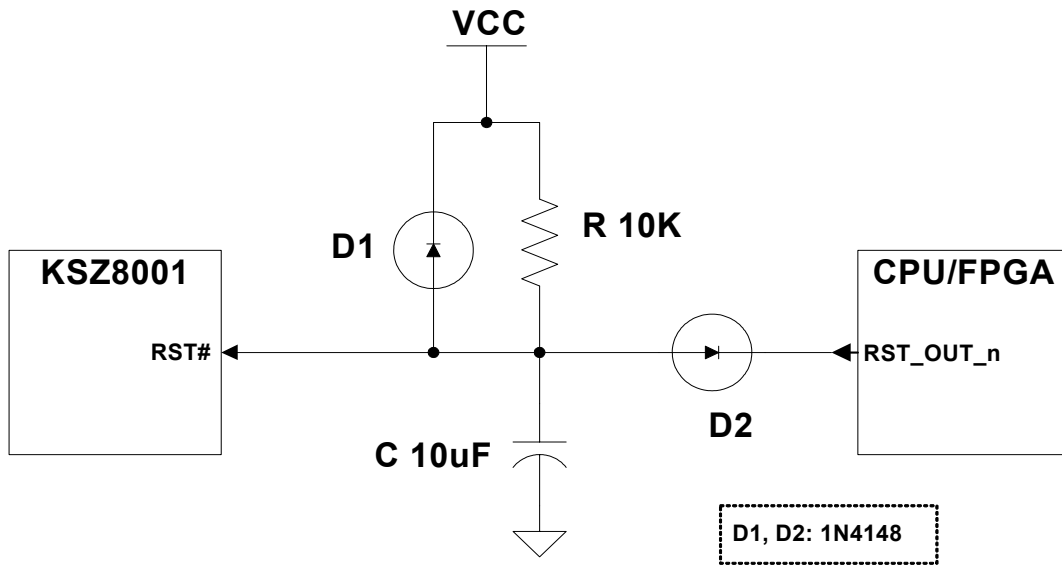 VCC
D1
R 10K
KSZ8001
CPU/FPGA
RST#
RST_OUT_n
D2
C 10uF
D1, D2: 1N4148